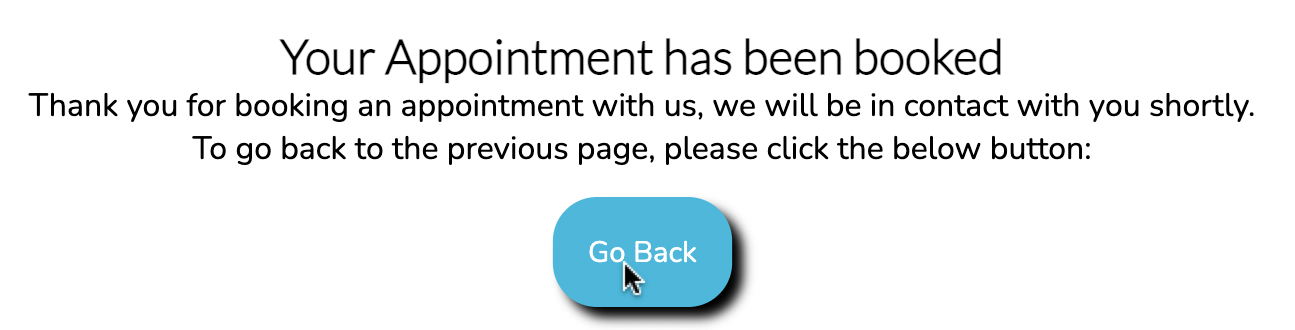 Your Appointment has been booked
Thank you for booking an appointment with us, we will be in contact with you shortly.
To go back to the previous page, please click the below button:
Go Back